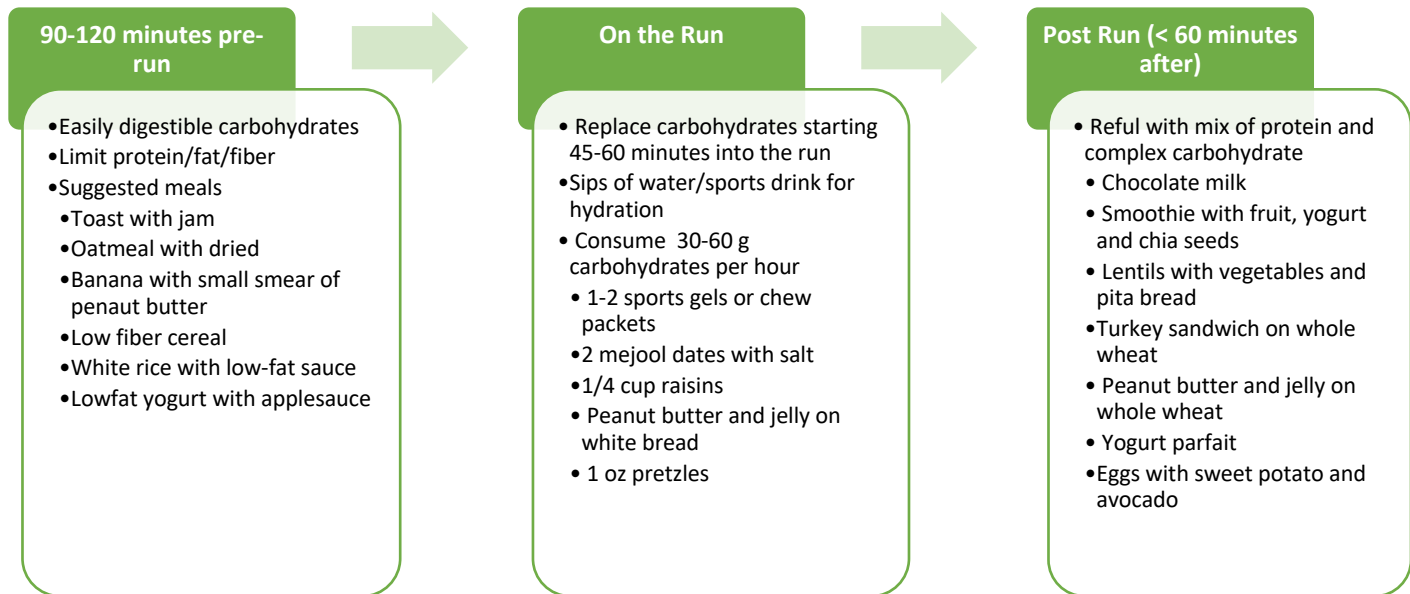 90-120 minutes pre-
run
•Easily digestible carbohydrates
•Limit protein/fat/fiber
•Suggested meals
•Toast with jam
•Oatmeal with dried
•Banana with small smear of
penaut butter
•Low fiber cereal
•White rice with low-fat sauce
•Lowfat yogurt with applesauce
On the Run
• Replace carbohydrates starting
45-60 minutes into the run
•Sips of water/sports drink for
hydration
• Consume 30-60 g
carbohydrates per hour
• 1-2 sports gels or chew
packets
•2 mejool dates with salt
•1/4 cup raisins
• Peanut butter and jelly on
white bread
• 1 oz pretzles
Post Run (< 60 minutes
after)
• Reful with mix of protein and
complex carbohydrate
• Chocolate milk
• Smoothie with fruit, yogurt
and chia seeds
• Lentils with vegetables and
pita bread
•Turkey sandwich on whole
wheat
• Peanut butter and jelly on
whole wheat
• Yogurt parfait
•Eggs with sweet potato and
avocado